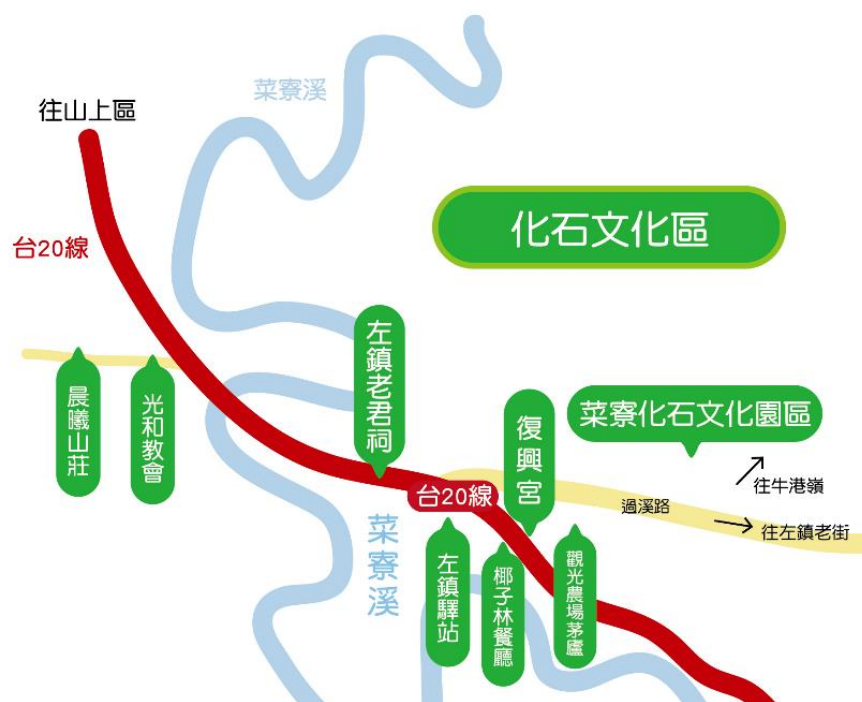 菜寮溪
往山上區
化石文化區
台20線
左鎮老君祠
晨曦山莊
光和教會
復興宮
菜寮化石文化園區
往牛港嶺
台20線
過溪路
往左鎮老街
菜寮溪
左鎮驛站
椰子林餐廳
觀光農場茅廬